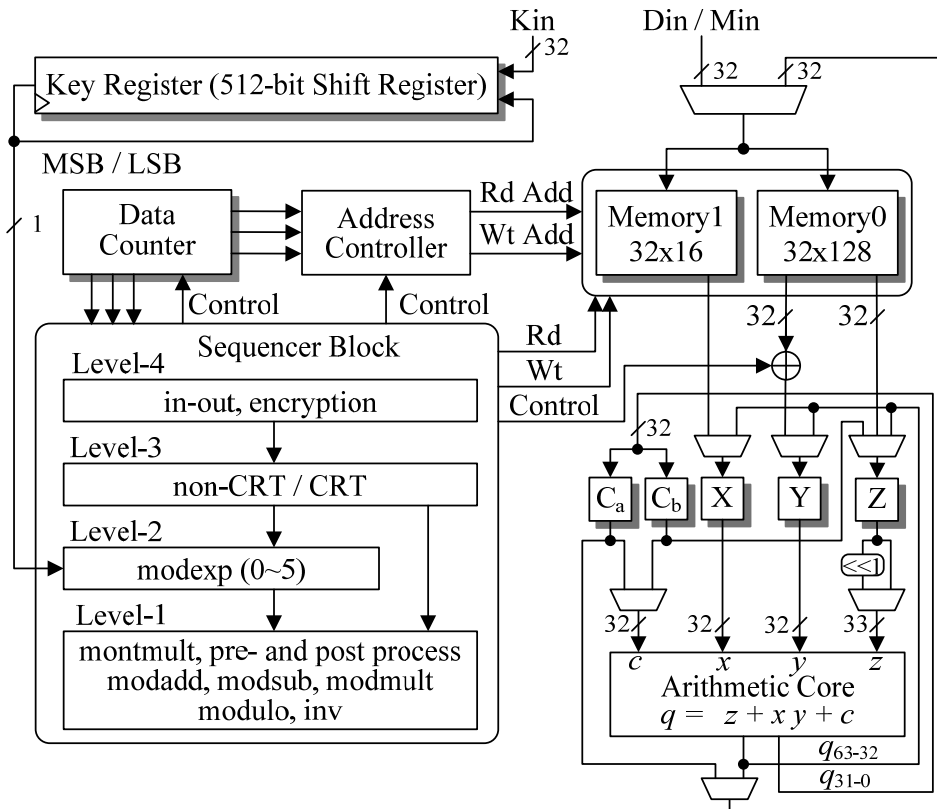 Kin
32
Din / Min
32
32
Key Register (512-bit Shift Register)
MSB / LSB
1
Data
Counter
Address
Controller
Rd Add
Wt Add
Memory1
32x16
Memory0
32x128
Control
Control
32
32
Sequencer Block
Rd
Wt
Control
Level-4
in-out, encryption
32
Level-3
non-CRT / CRT
Ca
Cb
X
Y
Z
Level-2
modexp (0~5)
<<1
Level-1
32
32
32
33
montmult, pre- and post process
modadd, modsub, modmult
modulo, inv
c
x
y
z
Arithmetic Core
q = z + x y + c
q63-32
q31-0